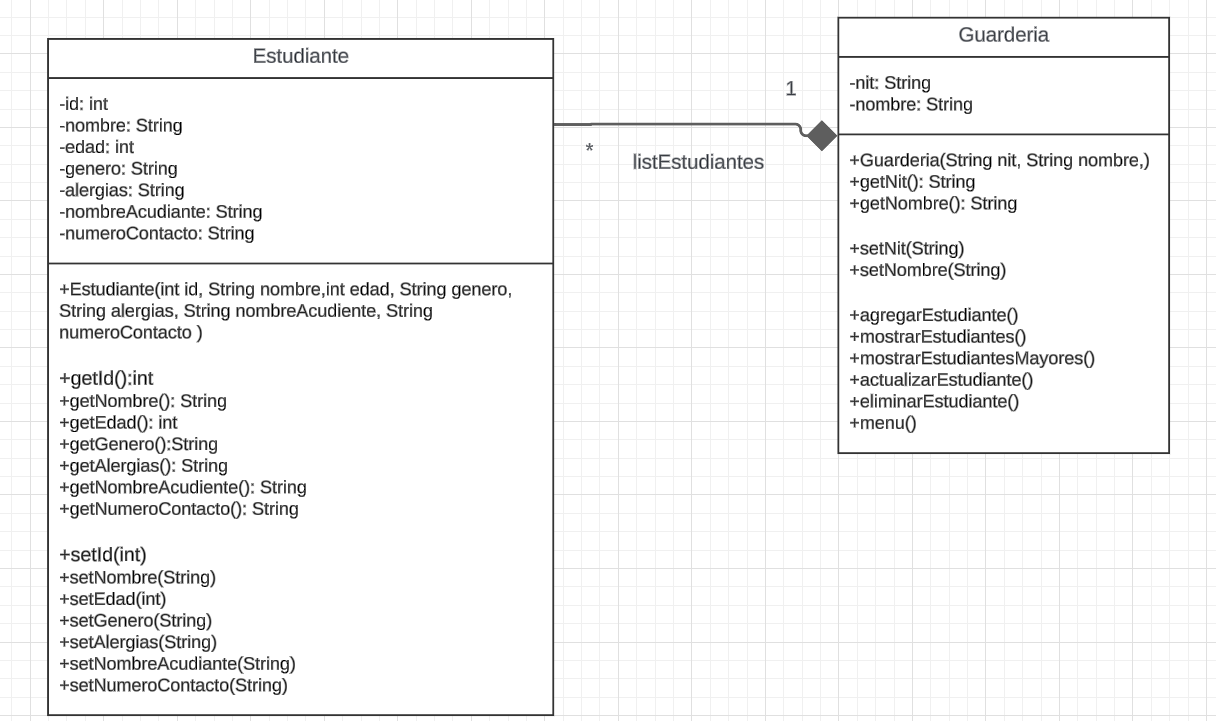 Estudiante
-id: int
-nombre: String
-edad: int
-genero: String
-alergias: String
-nombreAcudiante: String
-numeroContacto: String
+Estudiante(int id, String nombre,int edad, String genero,
String alergias, String nombreAcudiente, String
numeroContacto )
+getId():int
+getNombre(): String
+getEdad(): int
+getGenero():String
+getAlergias(): String
+getNombreAcudiente(): String
+getNumeroContacto(): String
+setId(int)
+setNombre(String)
+setEdad(int)
+setGenero(String)
+setAlergias(String)
+setNombreAcudiante(String)
+setNumeroContacto(String)
*
listEstudiantes
1
Guarderia
-nit: String
-nombre: String
+Guarderia(String nit, String nombre,)
+getNit(): String
+getNombre(): String
+setNit(String)
+setNombre(String)
+agregarEstudiante()
+mostrarEstudiantes()
+mostrarEstudiantesMayores()
+actualizarEstudiante()
+eliminarEstudiante()
+menu()